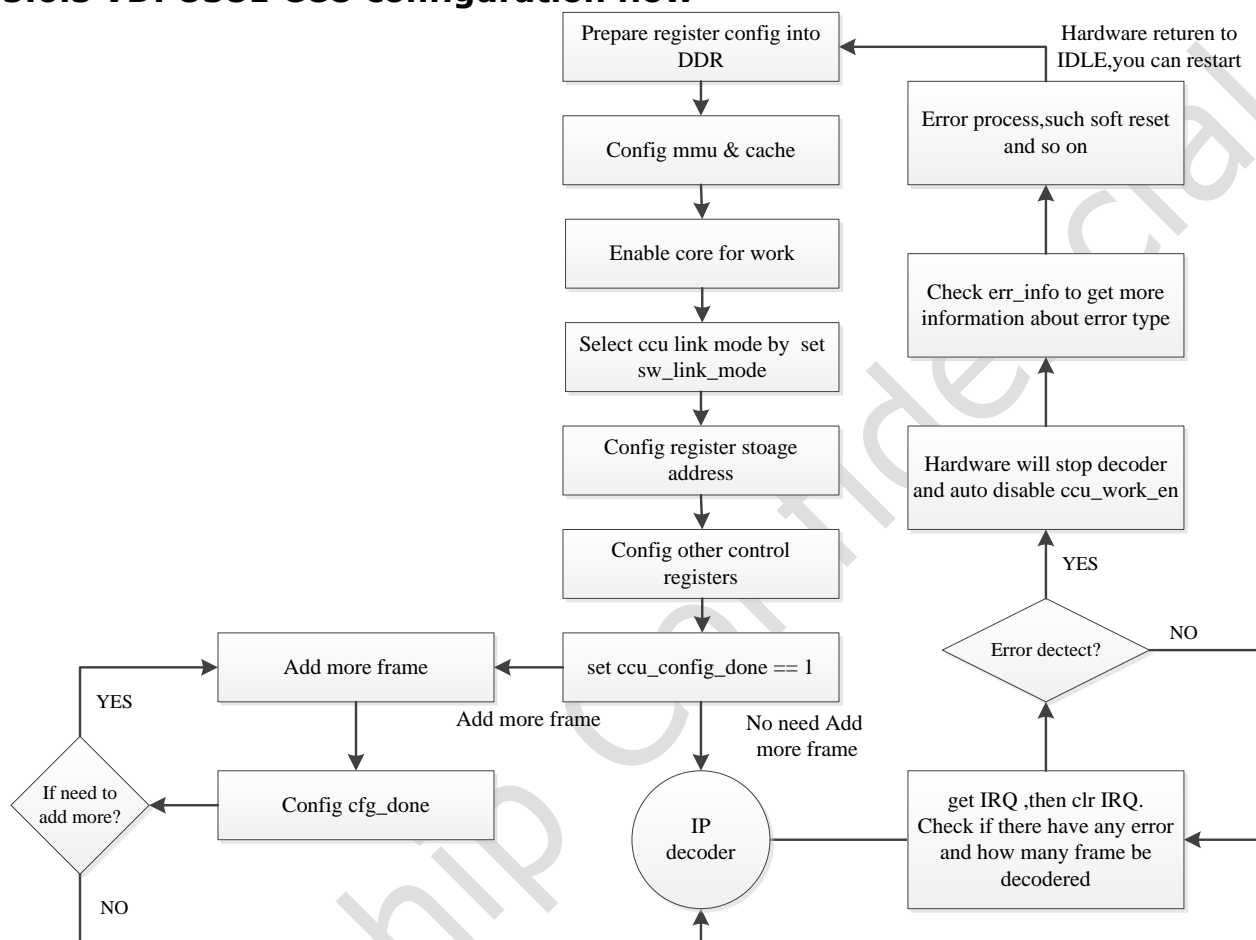 Prepare register config into
DDR
Hardware returen to
IDLE,you can restart
Config mmu & cache
Error process,such soft reset
and so on
Enable core for work
Check err_info to get more
information about error type
Select ccu link mode by set
sw_link_mode
Config register stoage
address
Hardware will stop decoder
and auto disable ccu_work_en
Config other control
registers
YES
Error dectect?
NO
set ccu_config_done == 1
Add more frame
Add more frame
No need Add
more frame
YES
If need to
add more?
Config cfg_done
NO
IP
decoder
get IRQ ,then clr IRQ.
Check if there have any error
and how many frame be
decodered